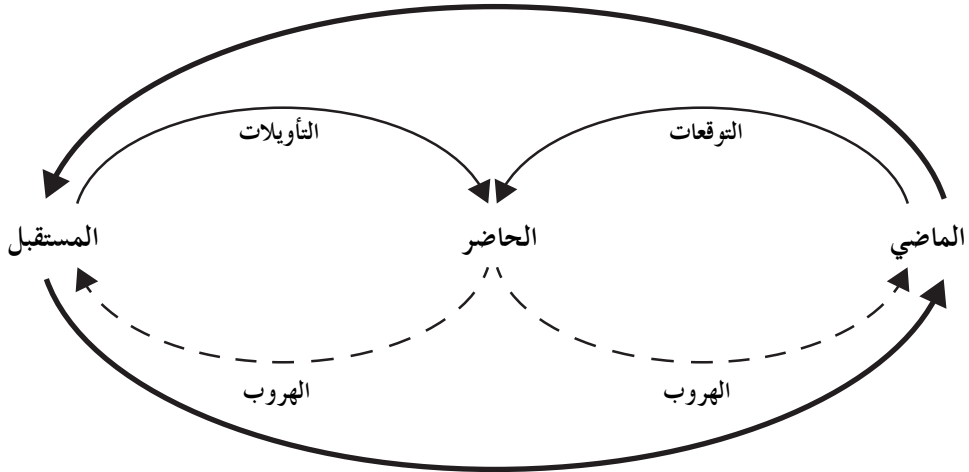 التوقعات
التأويلات
الماضي
الحاضر
المستقبل
الهروب
الهروب